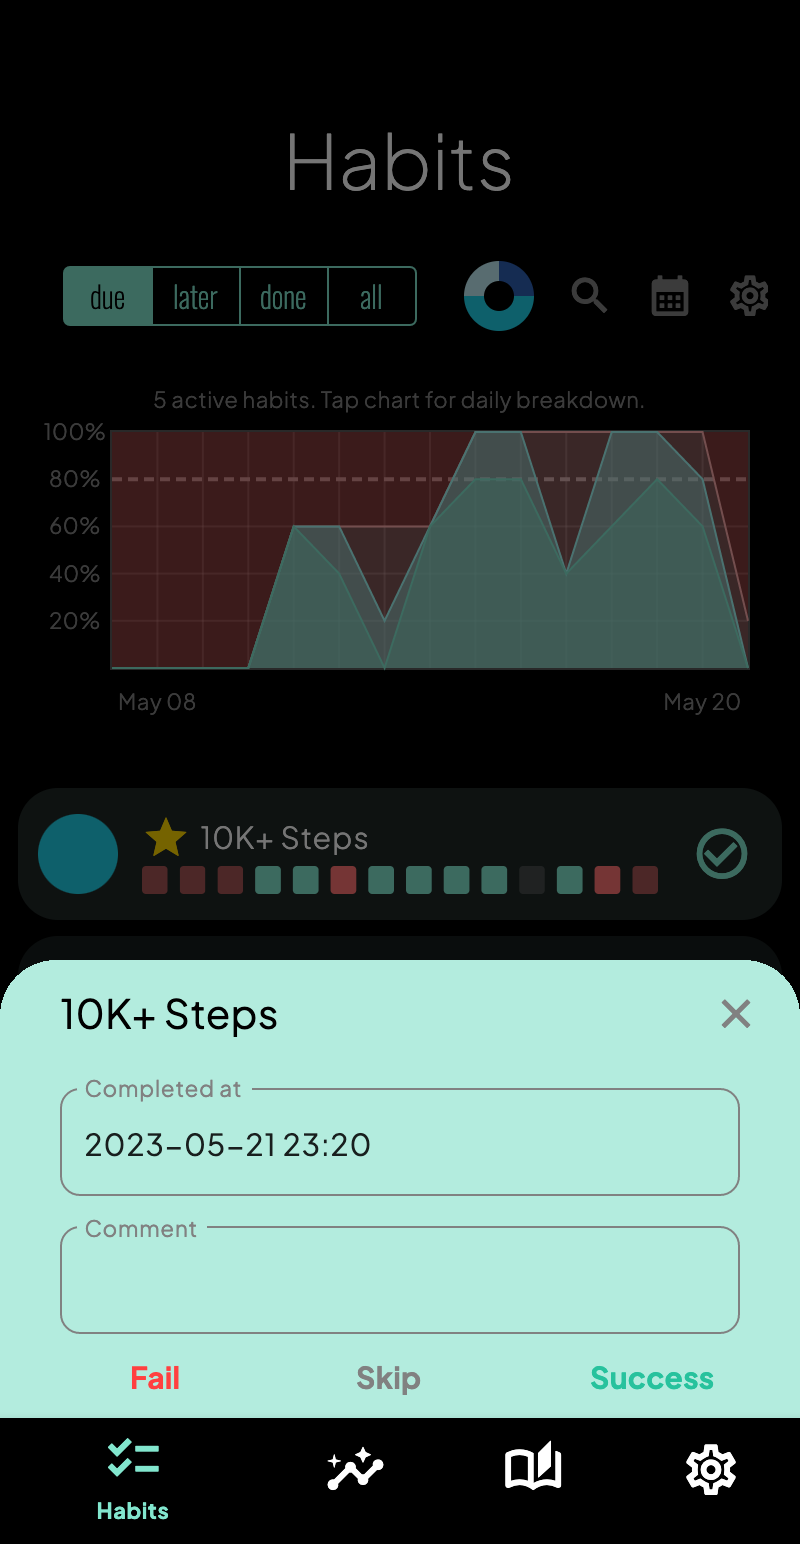 Habits
due later done all
5 active habits. Tap chart for daily breakdown.
100%
80%
60%
40%
20%
May 08 May 20
10K+ Steps
10K+ Steps
Completed at
2023-05-21 23:20
Comment
Fail Skip Success
Habits